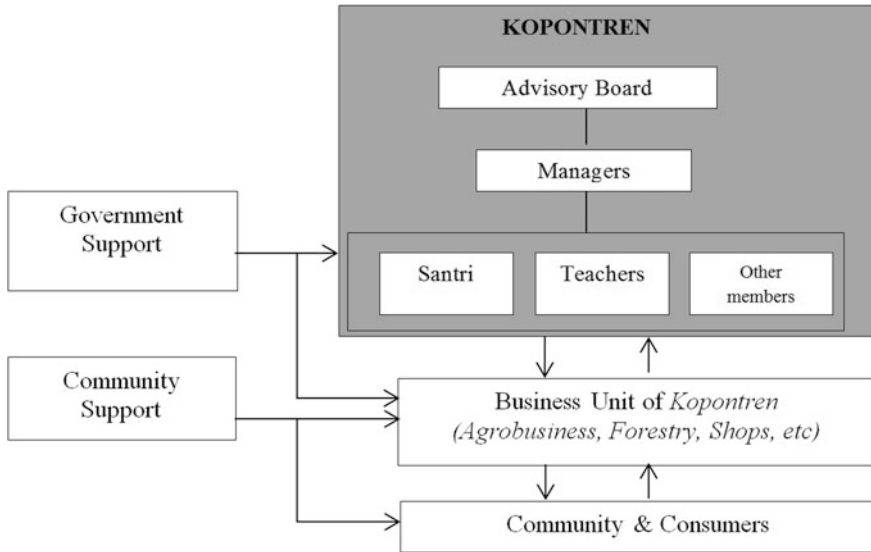 KOPONTREN
Advisory Board
Managers
Government
Support
Santri
Teachers
Other
members
Community
Support
Business Unit of Kopontren
(Agrobusiness, Forestry, Shops, etc)
Community & Consumers